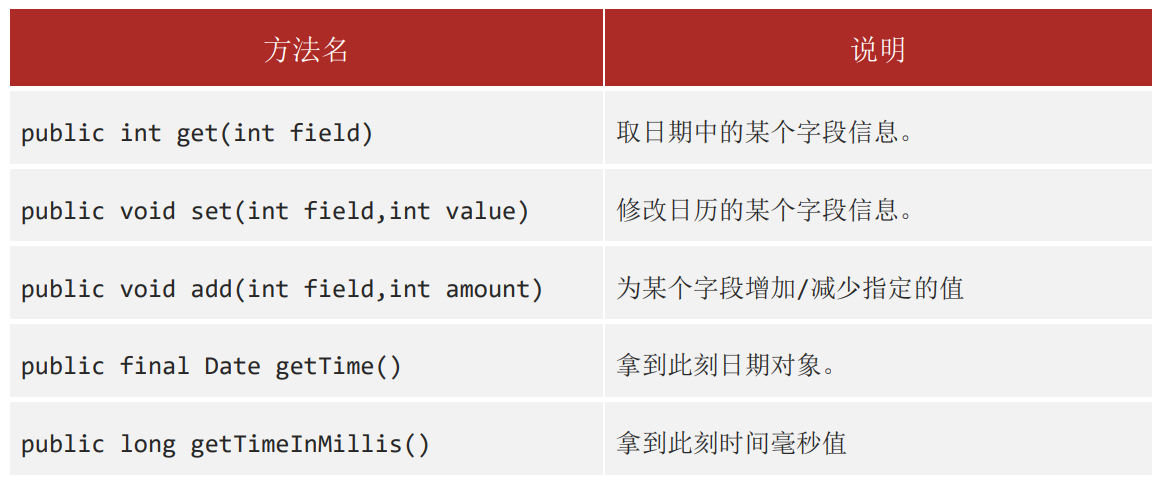 方法名 说明
public int get(int field) 取日期中的某个字段信息。
public void set(int field,int value) 修改日历的某个字段信息。
public void add(int field,int amount) 为某个字段增加/减少指定的值
public final Date getTime() 拿到此刻日期对象。
public long getTimeInMillis() 拿到此刻时间毫秒值